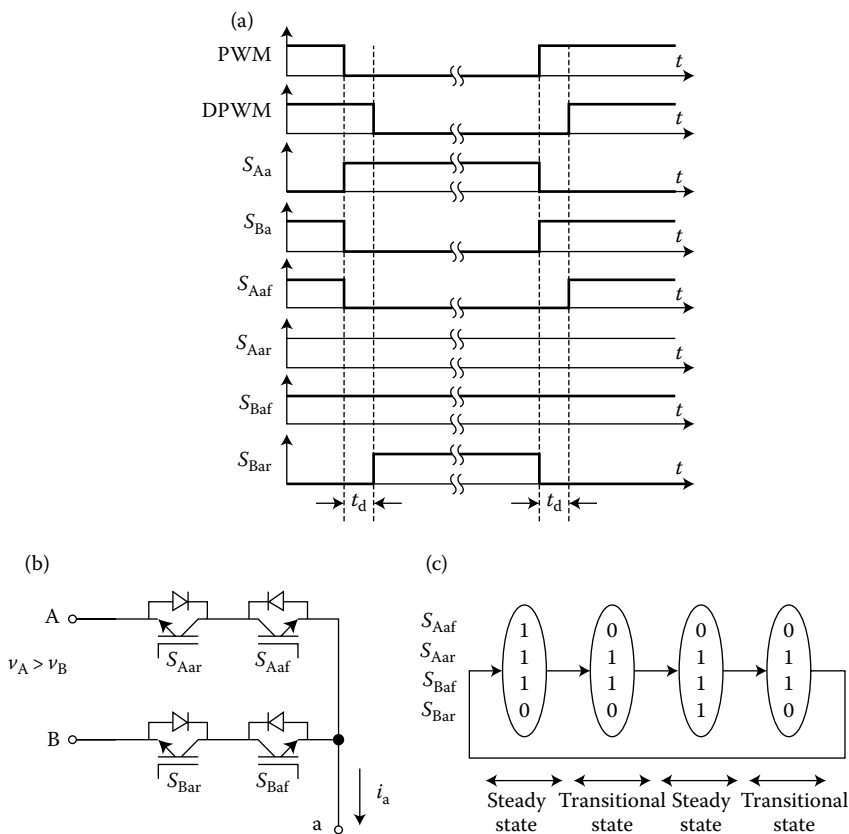 (a)
PWM
t
DPWM
t
S_Aa
t
S_Ba
t
S_Aaf
t
S_Aar
t
S_Baf
t
S_Bar
t
t_d
t_d
(b)
A
S_Aar
S_Aaf
ν_A > ν_B
B
S_Bar
S_Baf
i_a
a
(c)
S_Aaf 1 0 0 0
S_Aar 1 1 1 1
S_Baf 1 1 1 1
S_Bar 0 0 1 0
Steady state
Transitional state
Steady state
Transitional state